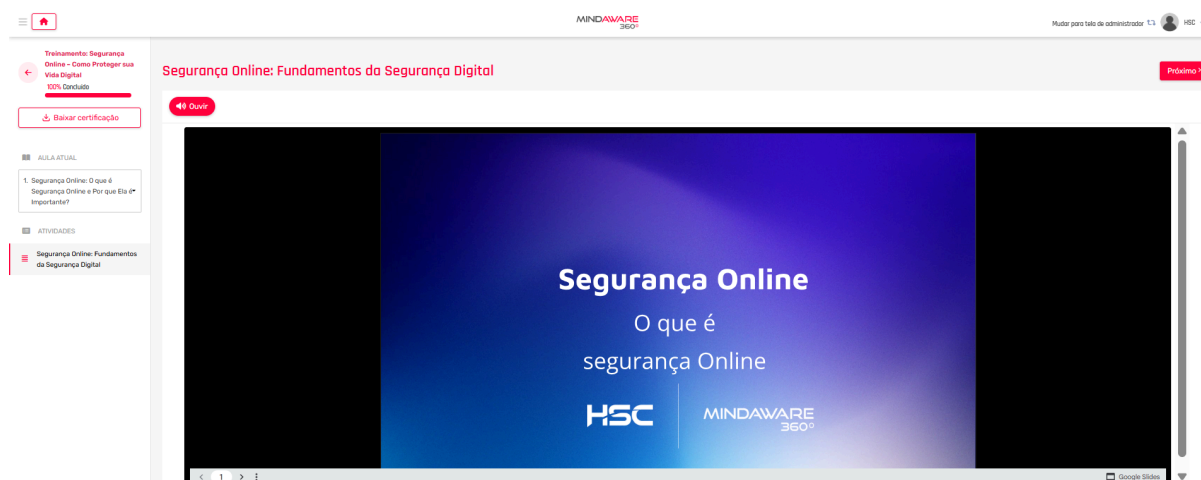 MINDAWARE
360º
Mudar para tela de administrador
HSC
Treinamento: Segurança
Online - Como Proteger sua
Vida Digital
100% Concluído
Baixar certificação
AULA ATUAL
1. Segurança Online: O que é
Segurança Online e Por que Ela é
Importante?
ATIVIDADES
Segurança Online: Fundamentos
da Segurança Digital
Segurança Online: Fundamentos da Segurança Digital
Próximo
Ouvir
Segurança Online
O que é
segurança Online
HSC
MINDAWARE
360º
1
Google Slides